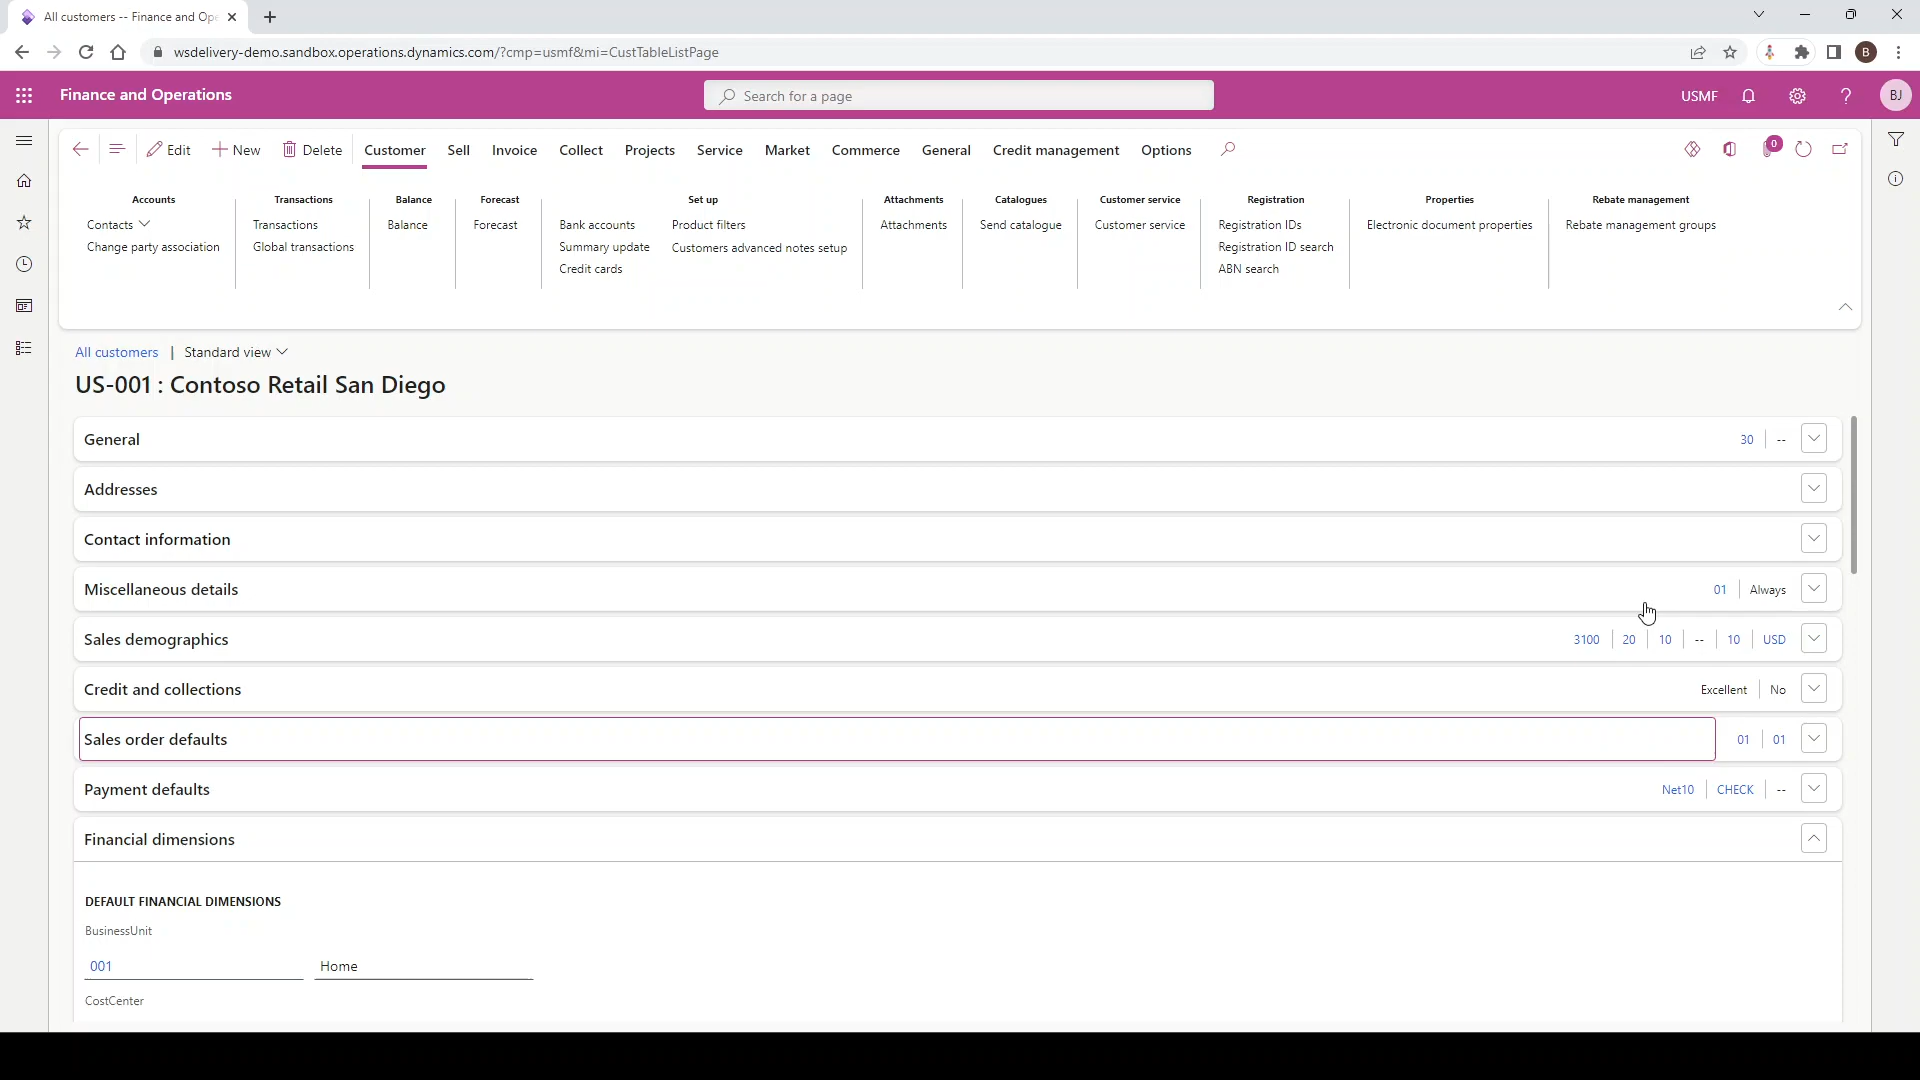 All customers -- Finance and Ope
wsdelivery-demo.sandbox.operations.dynamics.com/?cmp=usmf&mi=CustTableListPage
B
Finance and Operations
Search for a page
USMF
?
BJ
Edit
New
Delete
Customer
Sell
Invoice
Collect
Projects
Service
Market
Commerce
General
Credit management
Options
0
Accounts
Contacts
Change party association
Transactions
Transactions
Global transactions
Balance
Balance
Forecast
Forecast
Set up
Bank accounts
Summary update
Credit cards
Product filters
Customers advanced notes setup
Attachments
Attachments
Catalogues
Send catalogue
Customer service
Customer service
Registration
Registration IDs
Registration ID search
ABN search
Properties
Electronic document properties
Rebate management
Rebate management groups
All customers | Standard view
US-001 : Contoso Retail San Diego
General 30 | --
Addresses
Contact information
Miscellaneous details 01 | Always
Sales demographics 3100 | 20 | 10 | -- | 10 | USD
Credit and collections Excellent | No
Sales order defaults 01 | 01
Payment defaults Net10 | CHECK | --
Financial dimensions
DEFAULT FINANCIAL DIMENSIONS
BusinessUnit
001 Home
CostCenter